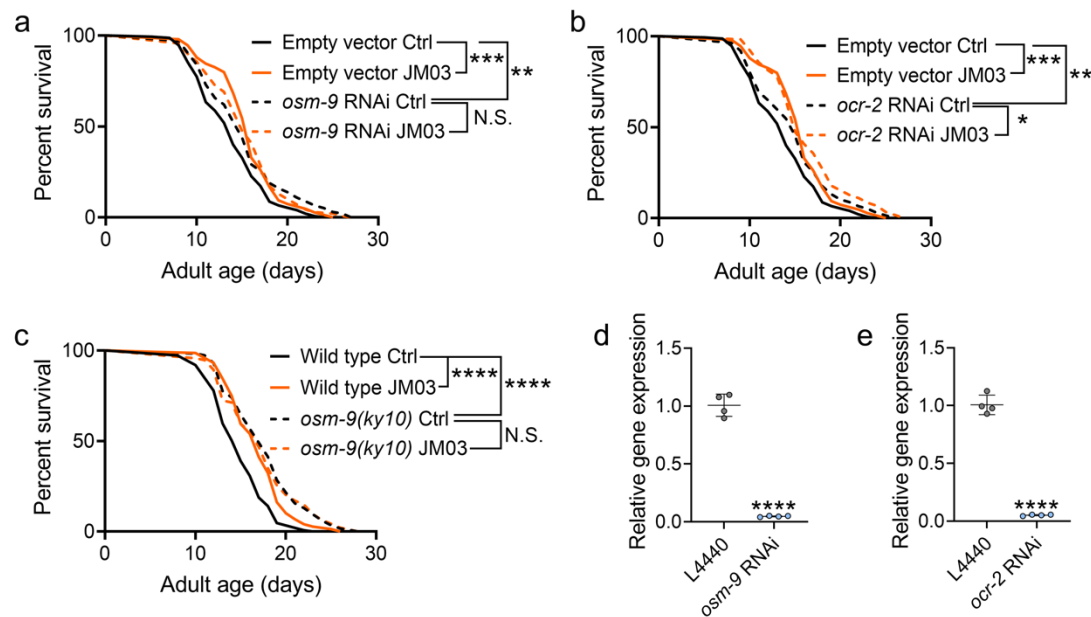 a
Percent survival
100
50
0
0 10 20 30
Adult age (days)
Empty vector Ctrl
Empty vector JM03
osm-9 RNAi Ctrl
osm-9 RNAi JM03
***
**
N.S.
b
Percent survival
100
50
0
0 10 20 30
Adult age (days)
Empty vector Ctrl
Empty vector JM03
ocr-2 RNAi Ctrl
ocr-2 RNAi JM03
***
**
*
c
Percent survival
100
50
0
0 10 20 30
Adult age (days)
Wild type Ctrl
Wild type JM03
osm-9(ky10) Ctrl
osm-9(ky10) JM03
****
****
N.S.
d
Relative gene expression
1.5
1.0
0.5
0.0
****
L4440
osm-9 RNAi
e
Relative gene expression
1.5
1.0
0.5
0.0
****
L4440
ocr-2 RNAi